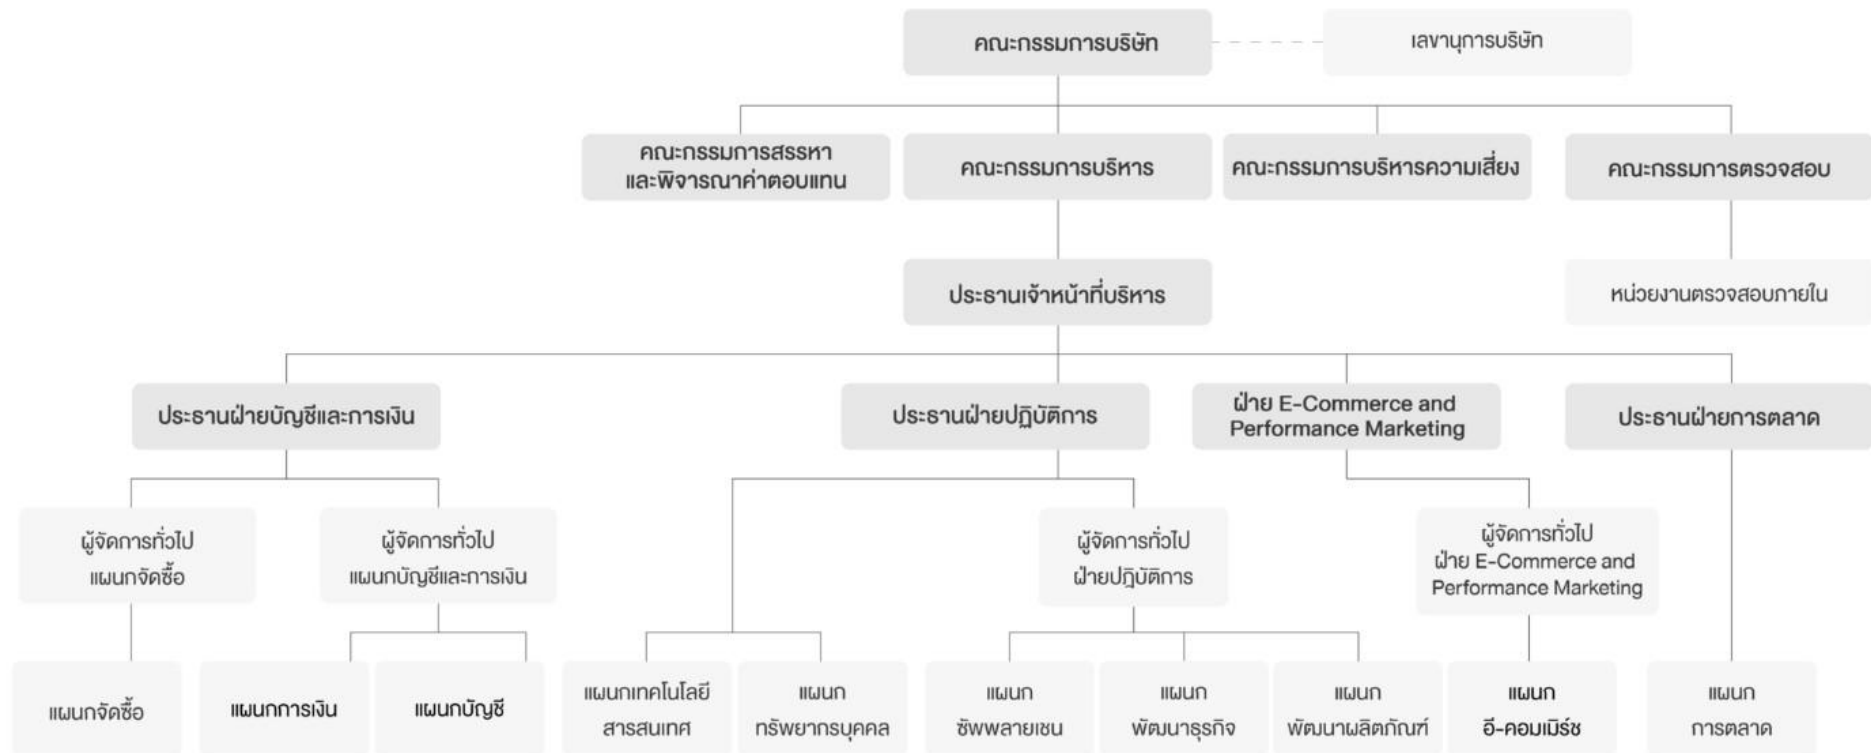 คณะกรรมการบริษัท
เลขานุการบริษัท
คณะกรรมการสรรหา
และพิจารณาค่าตอบแทน
คณะกรรมการบริหาร
คณะกรรมการบริหารความเสี่ยง
คณะกรรมการตรวจสอบ
ประธานเจ้าหน้าที่บริหาร
หน่วยงานตรวจสอบภายใน
ประธานฝ่ายบัญชีและการเงิน
ประธานฝ่ายปฏิบัติการ
ฝ่าย E-Commerce and
Performance Marketing
ประธานฝ่ายการตลาด
ผู้จัดการทั่วไป
แผนกจัดซื้อ
ผู้จัดการทั่วไป
แผนกบัญชีและการเงิน
ผู้จัดการทั่วไป
ฝ่ายปฎิบัติการ
ผู้จัดการทั่วไป
ฝ่าย E-Commerce and
Performance Marketing
แผนกจัดซื้อ
แผนกการเงิน
แผนกบัญชี
แผนกเทคโนโลยี
สารสนเทศ
แผนก
ทรัพยากรบุคคล
แผนก
ซัพพลายเชน
แผนก
พัฒนาธุรกิจ
แผนก
พัฒนาผลิตภัณฑ์
แผนก
อี-คอมเมิร์ซ
แผนก
การตลาด